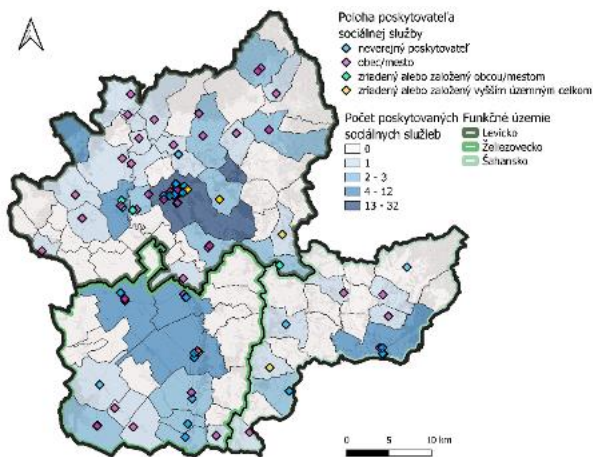 Poloha poskytovateľa
sociálnej služby
neverejný poskytovateľ
obec/mesto
zriadený alebo založený obcou/mestom
zriadený alebo založený vyšším územným celkom
Počet poskytovaných Funkčné územie
sociálnych služieb Levicko
0 Želiezovecko
1 Šahansko
2 - 3
4 - 12
13 - 32
0 5 10 km